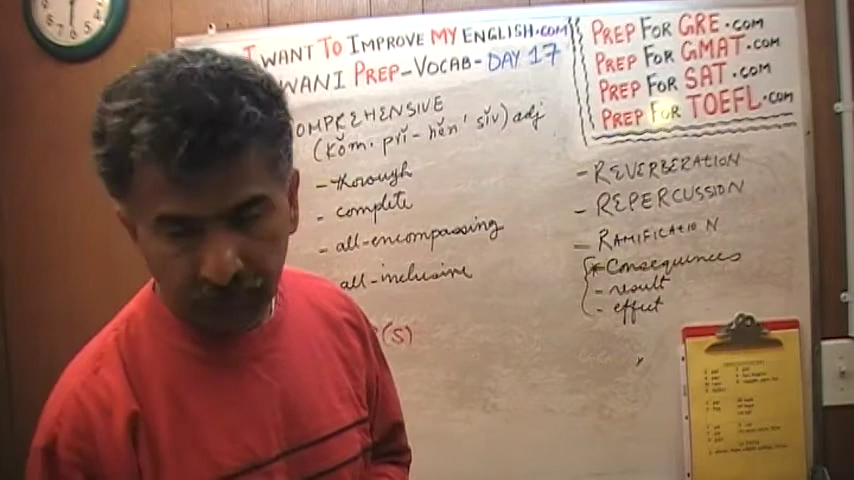 I WANT TO IMPROVE MY ENGLISH.COM
WANI PREP-VOCAB-DAY 17
OMPREHENSIVE
(kŏm·prĭ-hĕn'sĭv) adj
- thorough
- complete
- all-encompassing
all-inclusive
(S)
PREP FOR GRE.COM
PREP FOR GMAT.COM
PREP FOR SAT.COM
PREP FOR TOEFL.COM
- REVERBERATION
- REPERCUSSION
- RAMIFICATION
* Consequences
- result
- effect